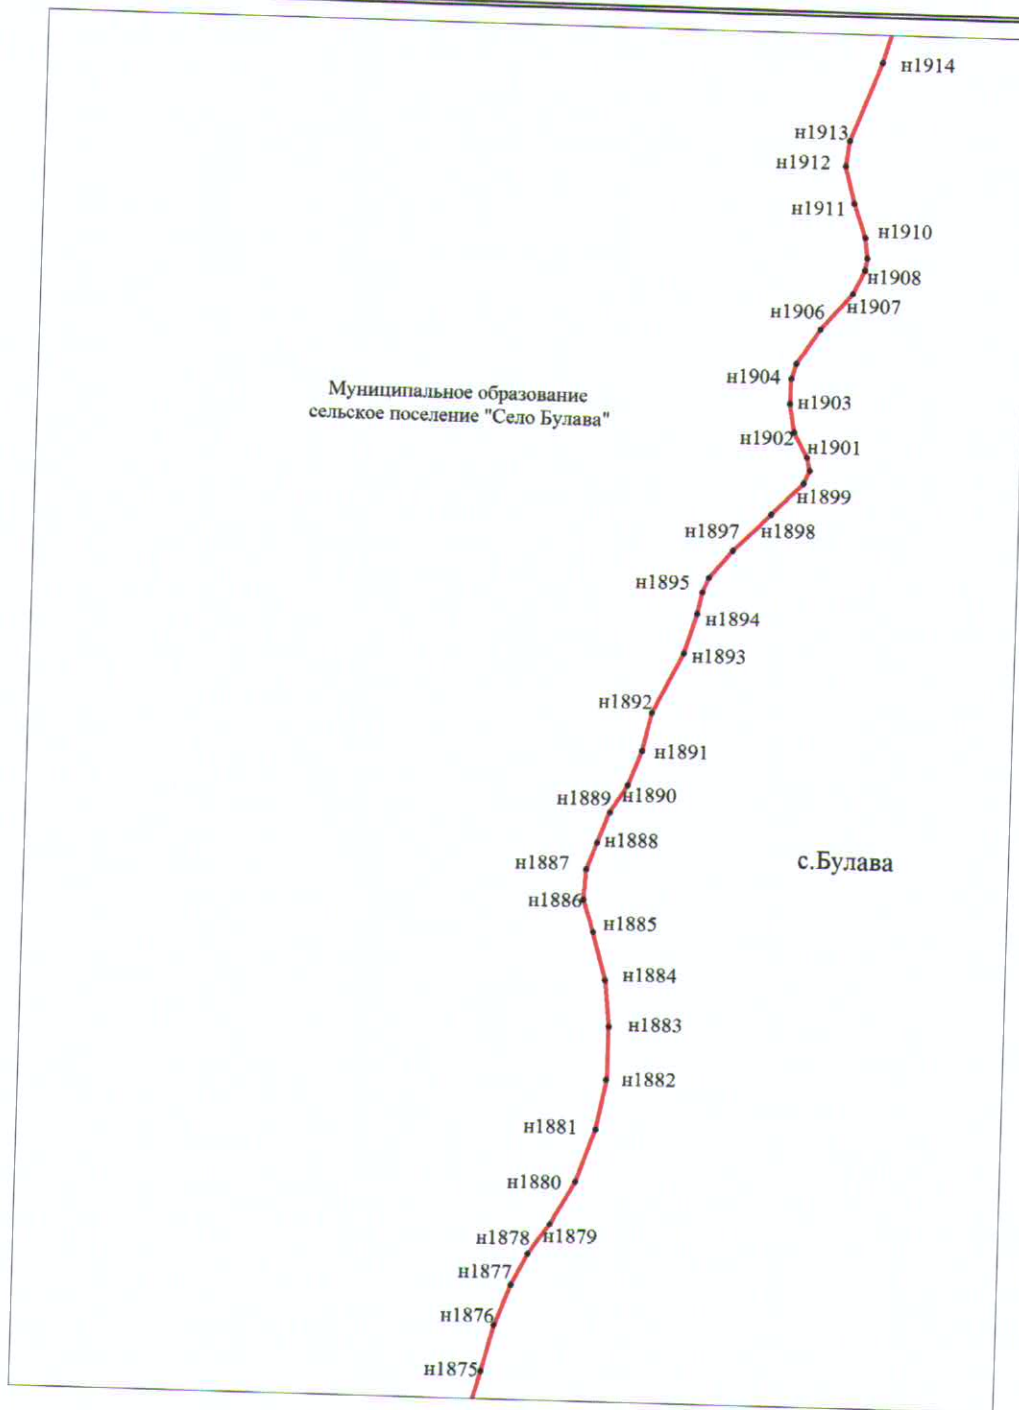 н1914
н1913
н1912
н1911
н1910
н1908
н1907
н1906
н1904
Муниципальное образование
сельское поселение "Село Булава"
н1903
н1902
н1901
н1899
н1898
н1897
н1895
н1894
н1893
н1892
н1891
н1890
н1889
н1888
н1887
с.Булава
н1886
н1885
н1884
н1883
н1882
н1881
н1880
н1879
н1878
н1877
н1876
н1875